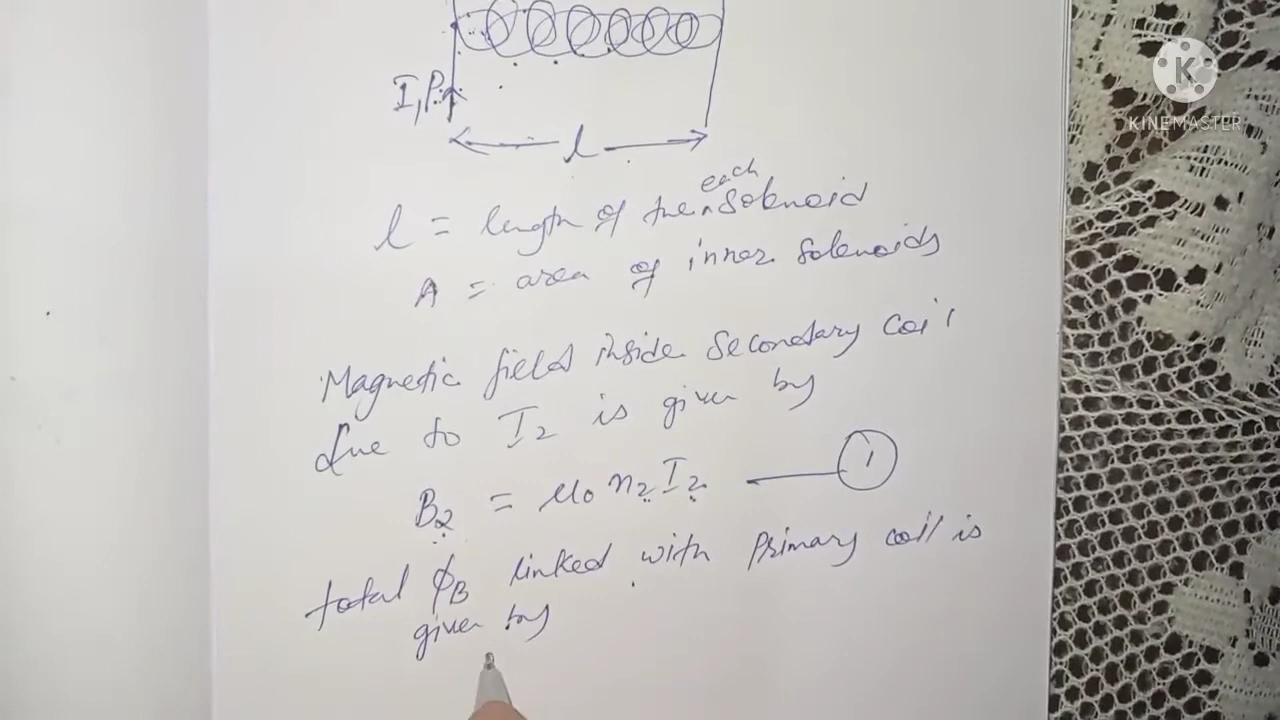 I, P
l
l = length of the each solenoid
A = area of inner solenoids
Magnetic field inside secondary coil
due to I₂ is given by
B₂ = μ₀ n₂ I₂ —— 1
total ϕB linked with primary coil is
given by
K
KINEMASTER